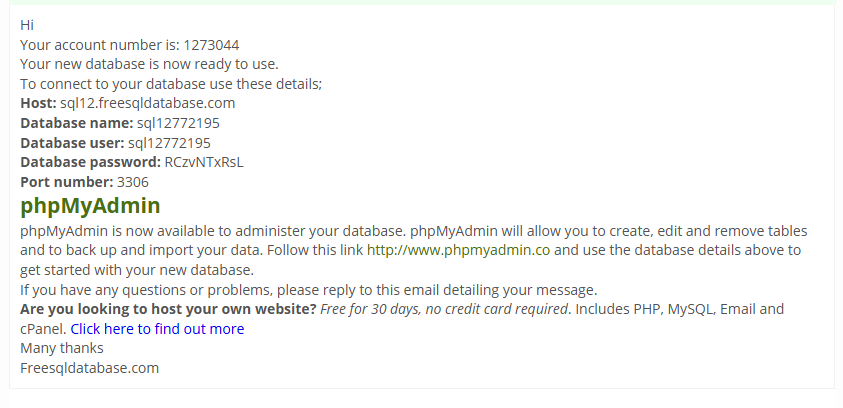 Hi
Your account number is: 1273044
Your new database is now ready to use.
To connect to your database use these details;
Host: sql12.freesqldatabase.com
Database name: sql12772195
Database user: sql12772195
Database password: RCzvNTxRsL
Port number: 3306
phpMyAdmin
phpMyAdmin is now available to administer your database. phpMyAdmin will allow you to create, edit and remove tables
and to back up and import your data. Follow this link http://www.phpmyadmin.co and use the database details above to
get started with your new database.
If you have any questions or problems, please reply to this email detailing your message.
Are you looking to host your own website? Free for 30 days, no credit card required. Includes PHP, MySQL, Email and
cPanel. Click here to find out more
Many thanks
Freesqldatabase.com